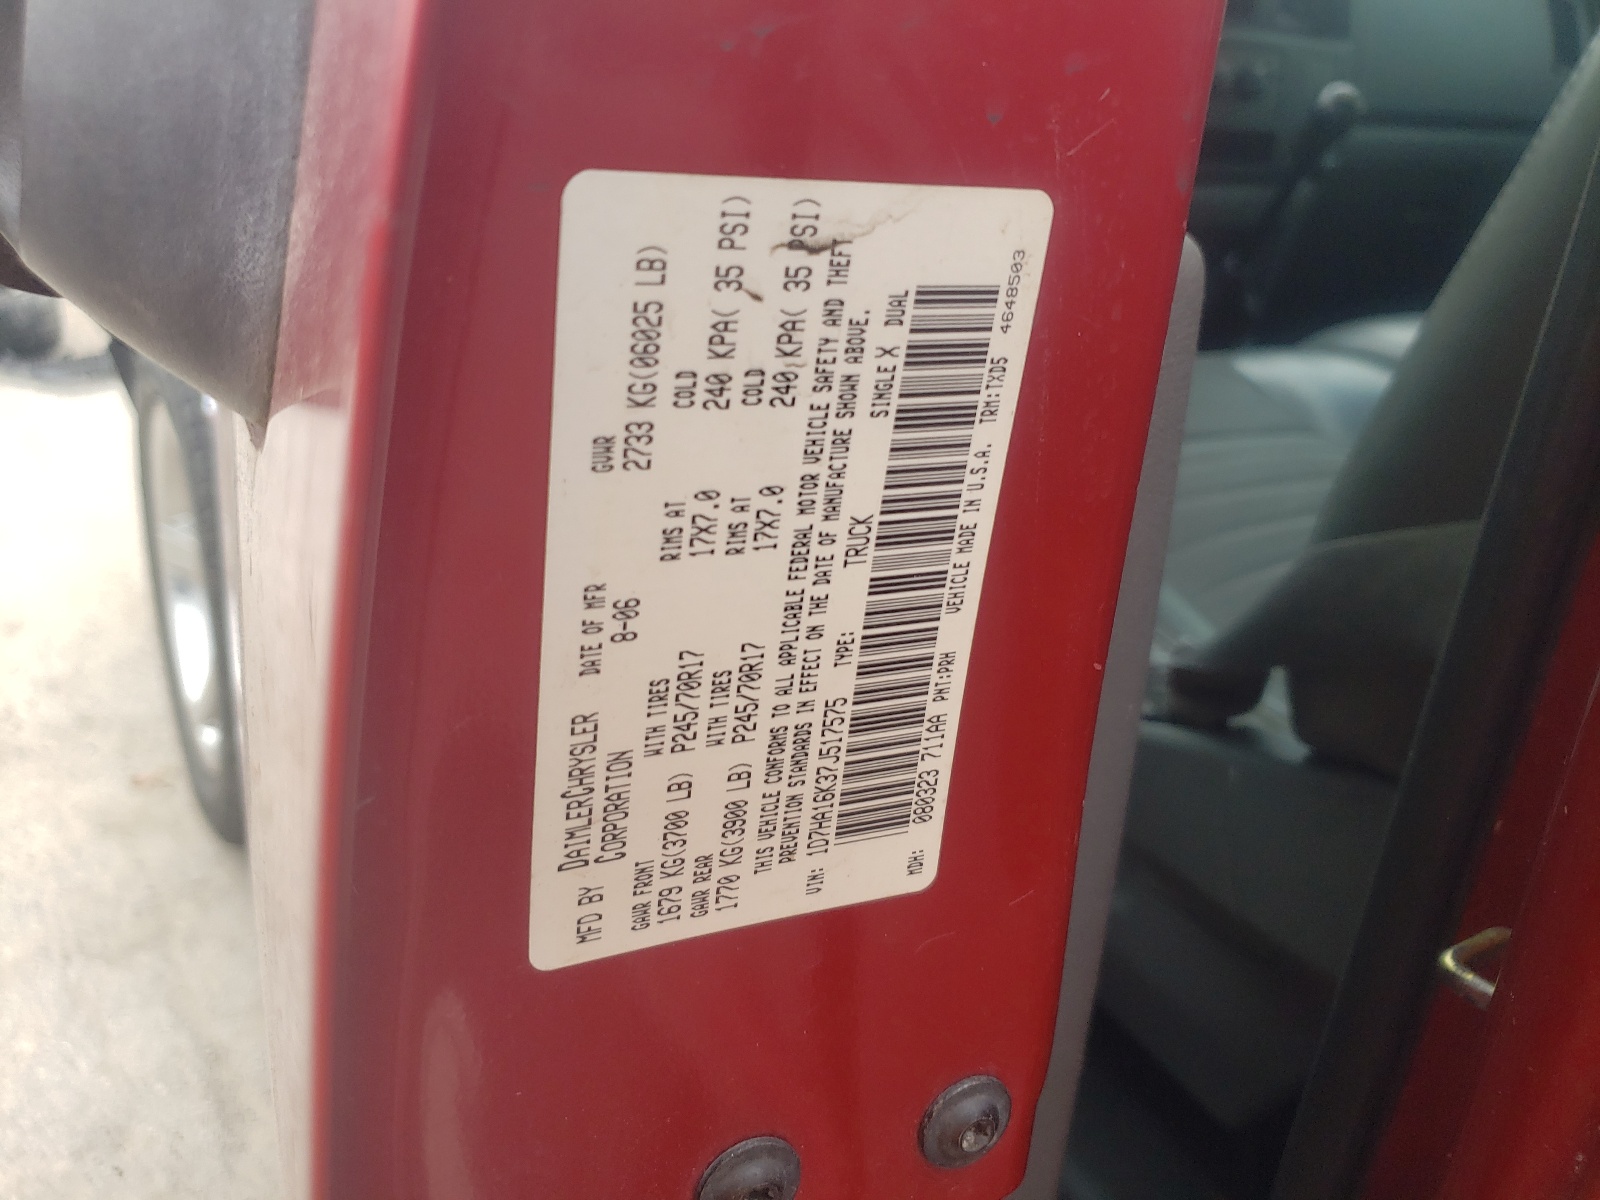 MFD BY DAIMLERCHRYSLER CORPORATION DATE OF MFR 8-06 GVWR 2733 KG(06025 LB)
GAWR FRONT WITH TIRES RIMS AT COLD
1679 KG(3700 LB) P245/70R17 17X7.0 240 KPA( 35 PSI)
GAWR REAR WITH TIRES RIMS AT COLD
1770 KG(3900 LB) P245/70R17 17X7.0 240 KPA( 35 PSI)
THIS VEHICLE CONFORMS TO ALL APPLICABLE FEDERAL MOTOR VEHICLE SAFETY AND THEFT
PREVENTION STANDARDS IN EFFECT ON THE DATE OF MANUFACTURE SHOWN ABOVE.
VIN: 1D7HA16K37J517575 TYPE: TRUCK SINGLE X DUAL
MDH: 080323 711AA PNT:PRH VEHICLE MADE IN U.S.A. TRM:TXD5 4648503